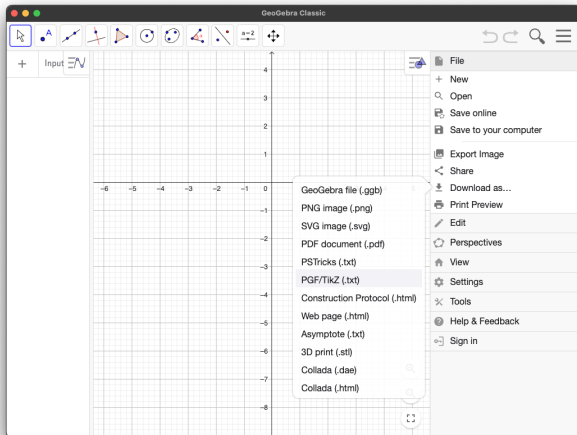 GeoGebra Classic
A
a=2
Input
File
New
Open
Save online
Save to your computer
Export Image
Share
Download as...
Print Preview
Edit
Perspectives
View
Settings
Tools
Help & Feedback
Sign in
GeoGebra file (.ggb)
PNG image (.png)
SVG image (.svg)
PDF document (.pdf)
PSTricks (.txt)
PGF/TikZ (.txt)
Construction Protocol (.html)
Web page (.html)
Asymptote (.txt)
3D print (.stl)
Collada (.dae)
Collada (.html)
4
3
2
1
-6 -5 -4 -3 -2 -1 0
-1
-2
-3
-4
-5
-6
-7
-8